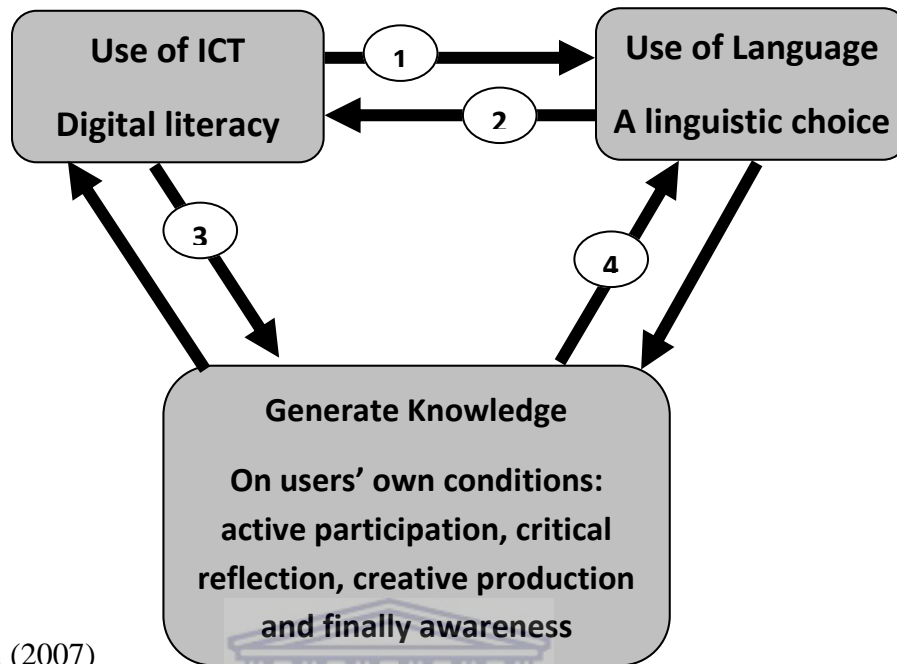 Use of ICT
Digital literacy
1
Use of Language
A linguistic choice
2
3
4
Generate Knowledge
On users’ own conditions:
active participation, critical
reflection, creative production
and finally awareness
(2007)